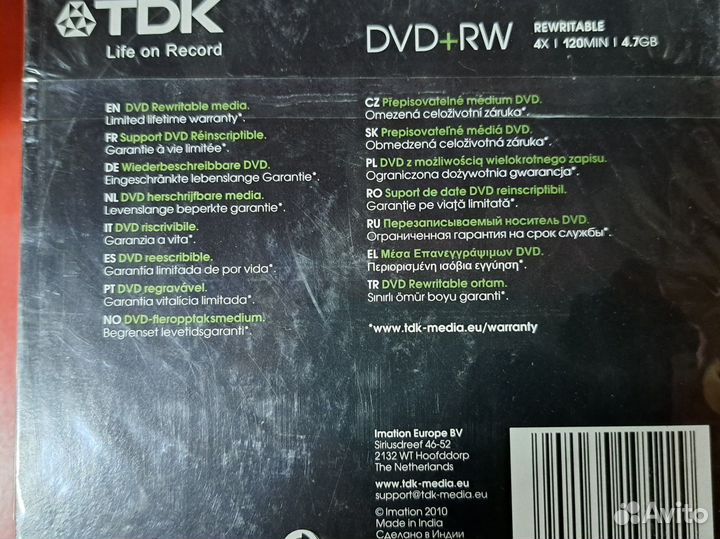 TDK
Life on Record
DVD+RW
REWRITABLE
4X | 120MIN | 4.7GB
EN DVD Rewritable media.
Limited lifetime warranty*.
FR Support DVD Réinscriptible.
Garantie à vie limitée*.
DE Wiederbeschreibbare DVD.
Eingeschränkte lebenslange Garantie*.
NL DVD herschrijfbare media.
Levenslange beperkte garantie*.
IT DVD riscrivibile.
Garanzia a vita*.
ES DVD reescribible.
Garantía limitada de por vida*.
PT DVD regravável.
Garantia vitalícia limitada*.
NO DVD-fleropptaksmedium.
Begrenset levetidsgaranti*.
CZ Přepisovatelné médium DVD.
Omezená celoživotní záruka*.
SK Prepisovateľné médiá DVD.
Obmedzená celoživotná záruka*.
PL DVD z możliwością wielokrotnego zapisu.
Ograniczona dożywotnia gwarancja*.
RO Suport de date DVD reinscriptibil.
Garanţie pe viaţă limitată*.
RU Перезаписываемый носитель DVD.
Ограниченная гарантия на срок службы*.
EL Μέσα Επανεγγράψιμων DVD.
Περιορισμένη ισόβια εγγύηση*.
TR DVD Rewritable ortam.
Sınırlı ömür boyu garanti*.
*www.tdk-media.eu/warranty
Imation Europe BV
Siriusdreef 46-52
2132 WT Hoofddorp
The Netherlands
www.tdk-media.eu
support@tdk-media.eu
© Imation 2010
Made in India
Сделано в Индии
Avito